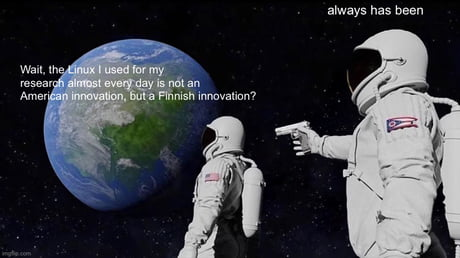 always has been
Wait, the Linux I used for my
research almost every day is not an
American innovation, but a Finnish innovation?
imgflip.com